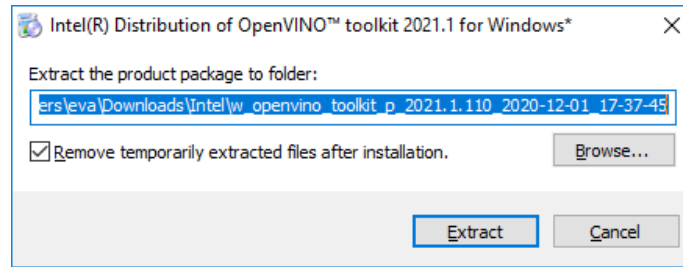 Intel(R) Distribution of OpenVINO™ toolkit 2021.1 for Windows*
Extract the product package to folder:
ers\eva\Downloads\Intel\w_openvino_toolkit_p_2021.1.110_2020-12-01_17-37-45
Remove temporarily extracted files after installation.
Browse...
Extract
Cancel